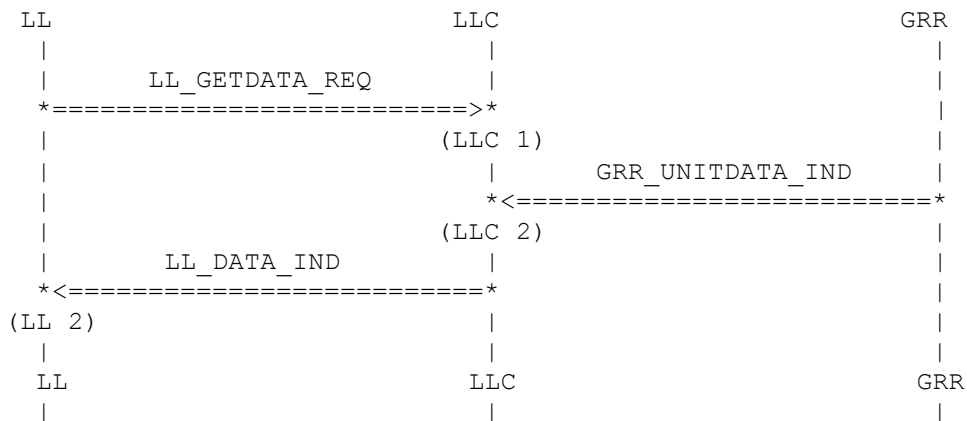 LL LLC GRR
| | |
| LL_GETDATA_REQ | |
*==========================>* |
| (LLC 1) |
| | GRR_UNITDATA_IND |
| *<==========================*
| (LLC 2) |
| LL_DATA_IND | |
*<==========================* |
(LL 2) | |
| | |
LL LLC GRR
| | |